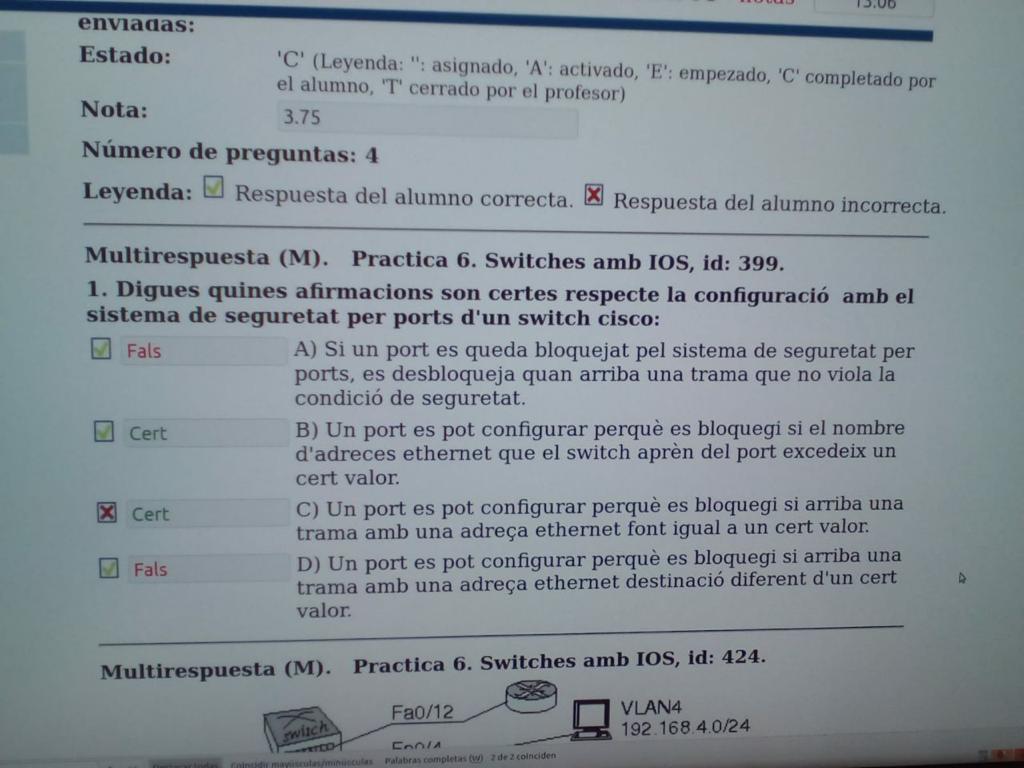 notas
13:06
enviadas:
Estado:
'C' (Leyenda: '': asignado, 'A': activado, 'E': empezado, 'C' completado por
el alumno, 'T' cerrado por el profesor)
Nota:
3.75
Número de preguntas: 4
Leyenda: Respuesta del alumno correcta. Respuesta del alumno incorrecta.
Multirespuesta (M). Practica 6. Switches amb IOS, id: 399.
1. Digues quines afirmacions son certes respecte la configuració amb el
sistema de seguretat per ports d'un switch cisco:
Fals A) Si un port es queda bloquejat pel sistema de seguretat per
ports, es desbloqueja quan arriba una trama que no viola la
condició de seguretat.
Cert B) Un port es pot configurar perquè es bloquegi si el nombre
d'adreces ethernet que el switch aprèn del port excedeix un
cert valor.
Cert C) Un port es pot configurar perquè es bloquegi si arriba una
trama amb una adreça ethernet font igual a un cert valor.
Fals D) Un port es pot configurar perquè es bloquegi si arriba una
trama amb una adreça ethernet destinació diferent d'un cert
valor.
Multirespuesta (M). Practica 6. Switches amb IOS, id: 424.
Fa0/12
VLAN4
192.168.4.0/24
switch
Coincidir mayúsculas/minúsculas Palabras completas (W) 2 de 2 coinciden